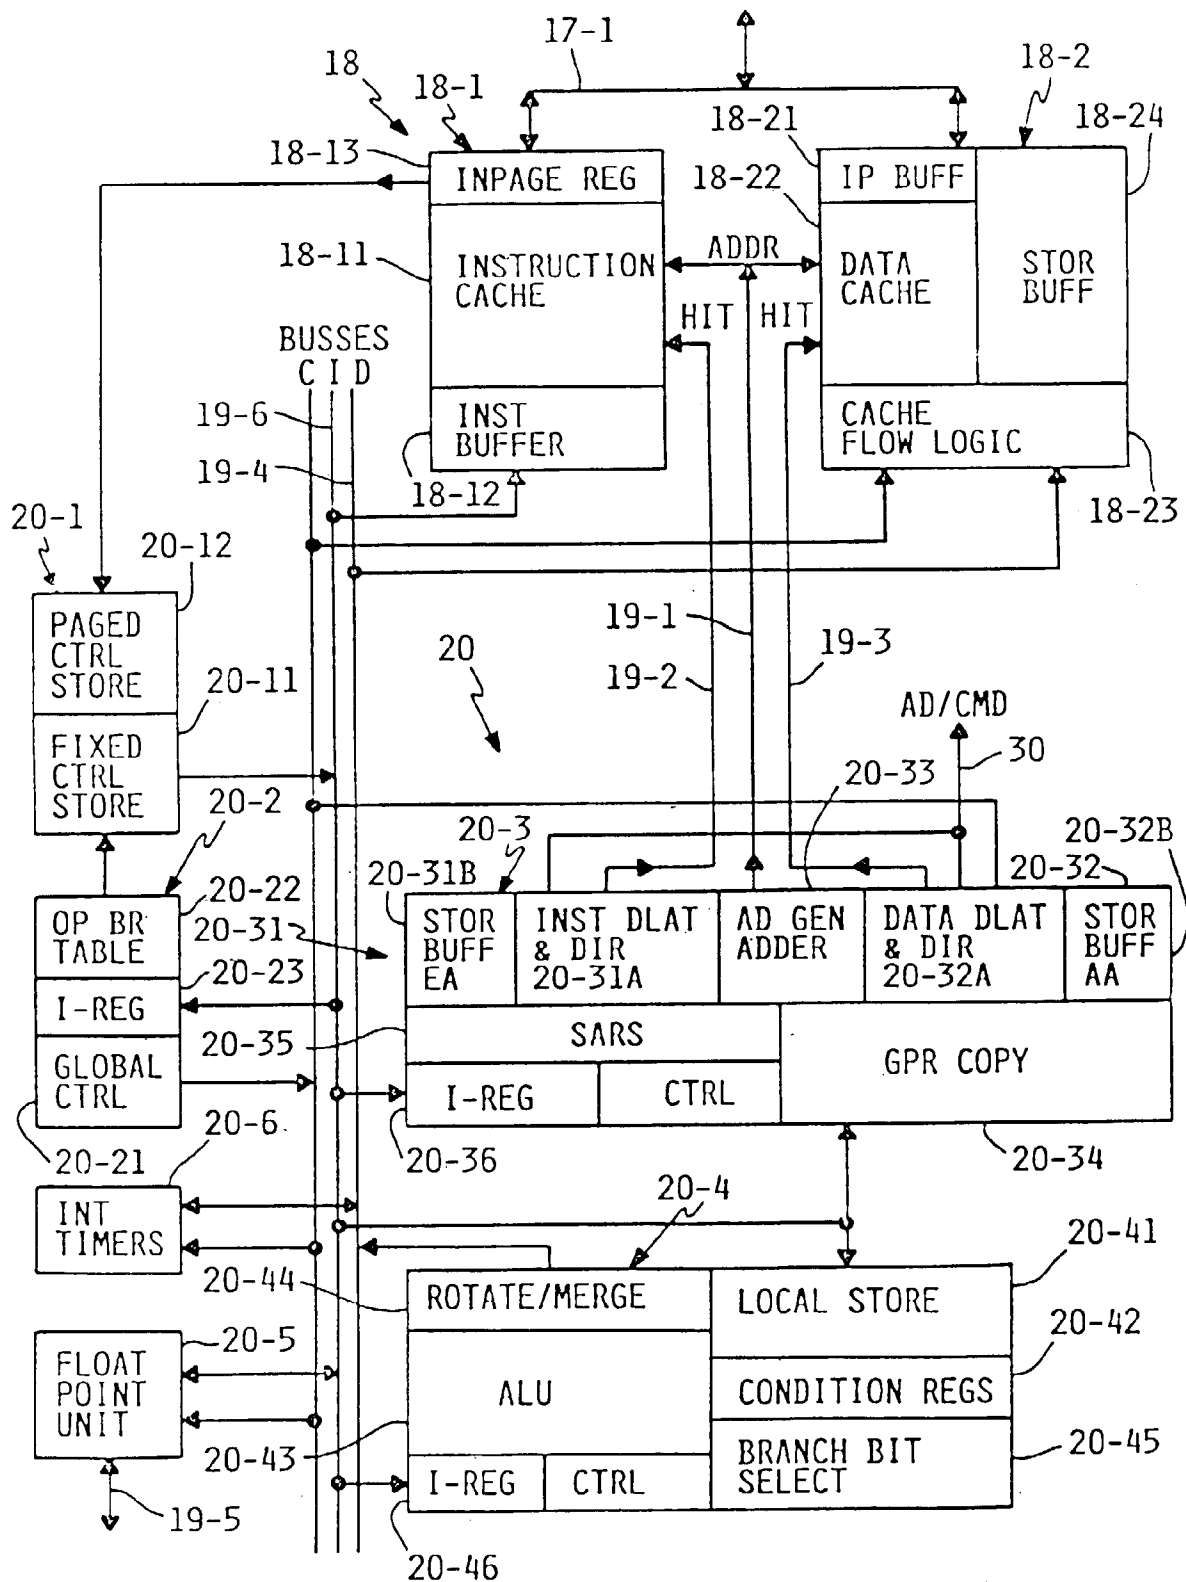 17-1
18
18-1
18-2
18-21
18-24
18-13
INPAGE REG
18-22
IP BUFF
18-11
INSTRUCTION
CACHE
ADDR
DATA
CACHE
STOR
BUFF
HIT
HIT
BUSSES
C I D
19-6
INST
BUFFER
CACHE
FLOW LOGIC
19-4
18-12
18-23
20-1
20-12
PAGED
CTRL
STORE
19-1
20
19-2
19-3
20-11
AD/CMD
FIXED
CTRL
STORE
30
20-33
20-2
20-3
20-32B
20-31B
20-32
20-22
OP BR
TABLE
20-31
STOR
BUFF
EA
INST DLAT
& DIR
20-31A
AD GEN
ADDER
DATA DLAT
& DIR
20-32A
STOR
BUFF
AA
20-23
I-REG
SARS
20-35
GPR COPY
GLOBAL
CTRL
I-REG
CTRL
20-6
20-21
20-36
20-34
INT
TIMERS
20-4
20-41
20-44
ROTATE/MERGE
LOCAL STORE
20-5
20-42
FLOAT
POINT
UNIT
ALU
CONDITION REGS
20-43
BRANCH BIT
SELECT
20-45
I-REG
CTRL
19-5
20-46